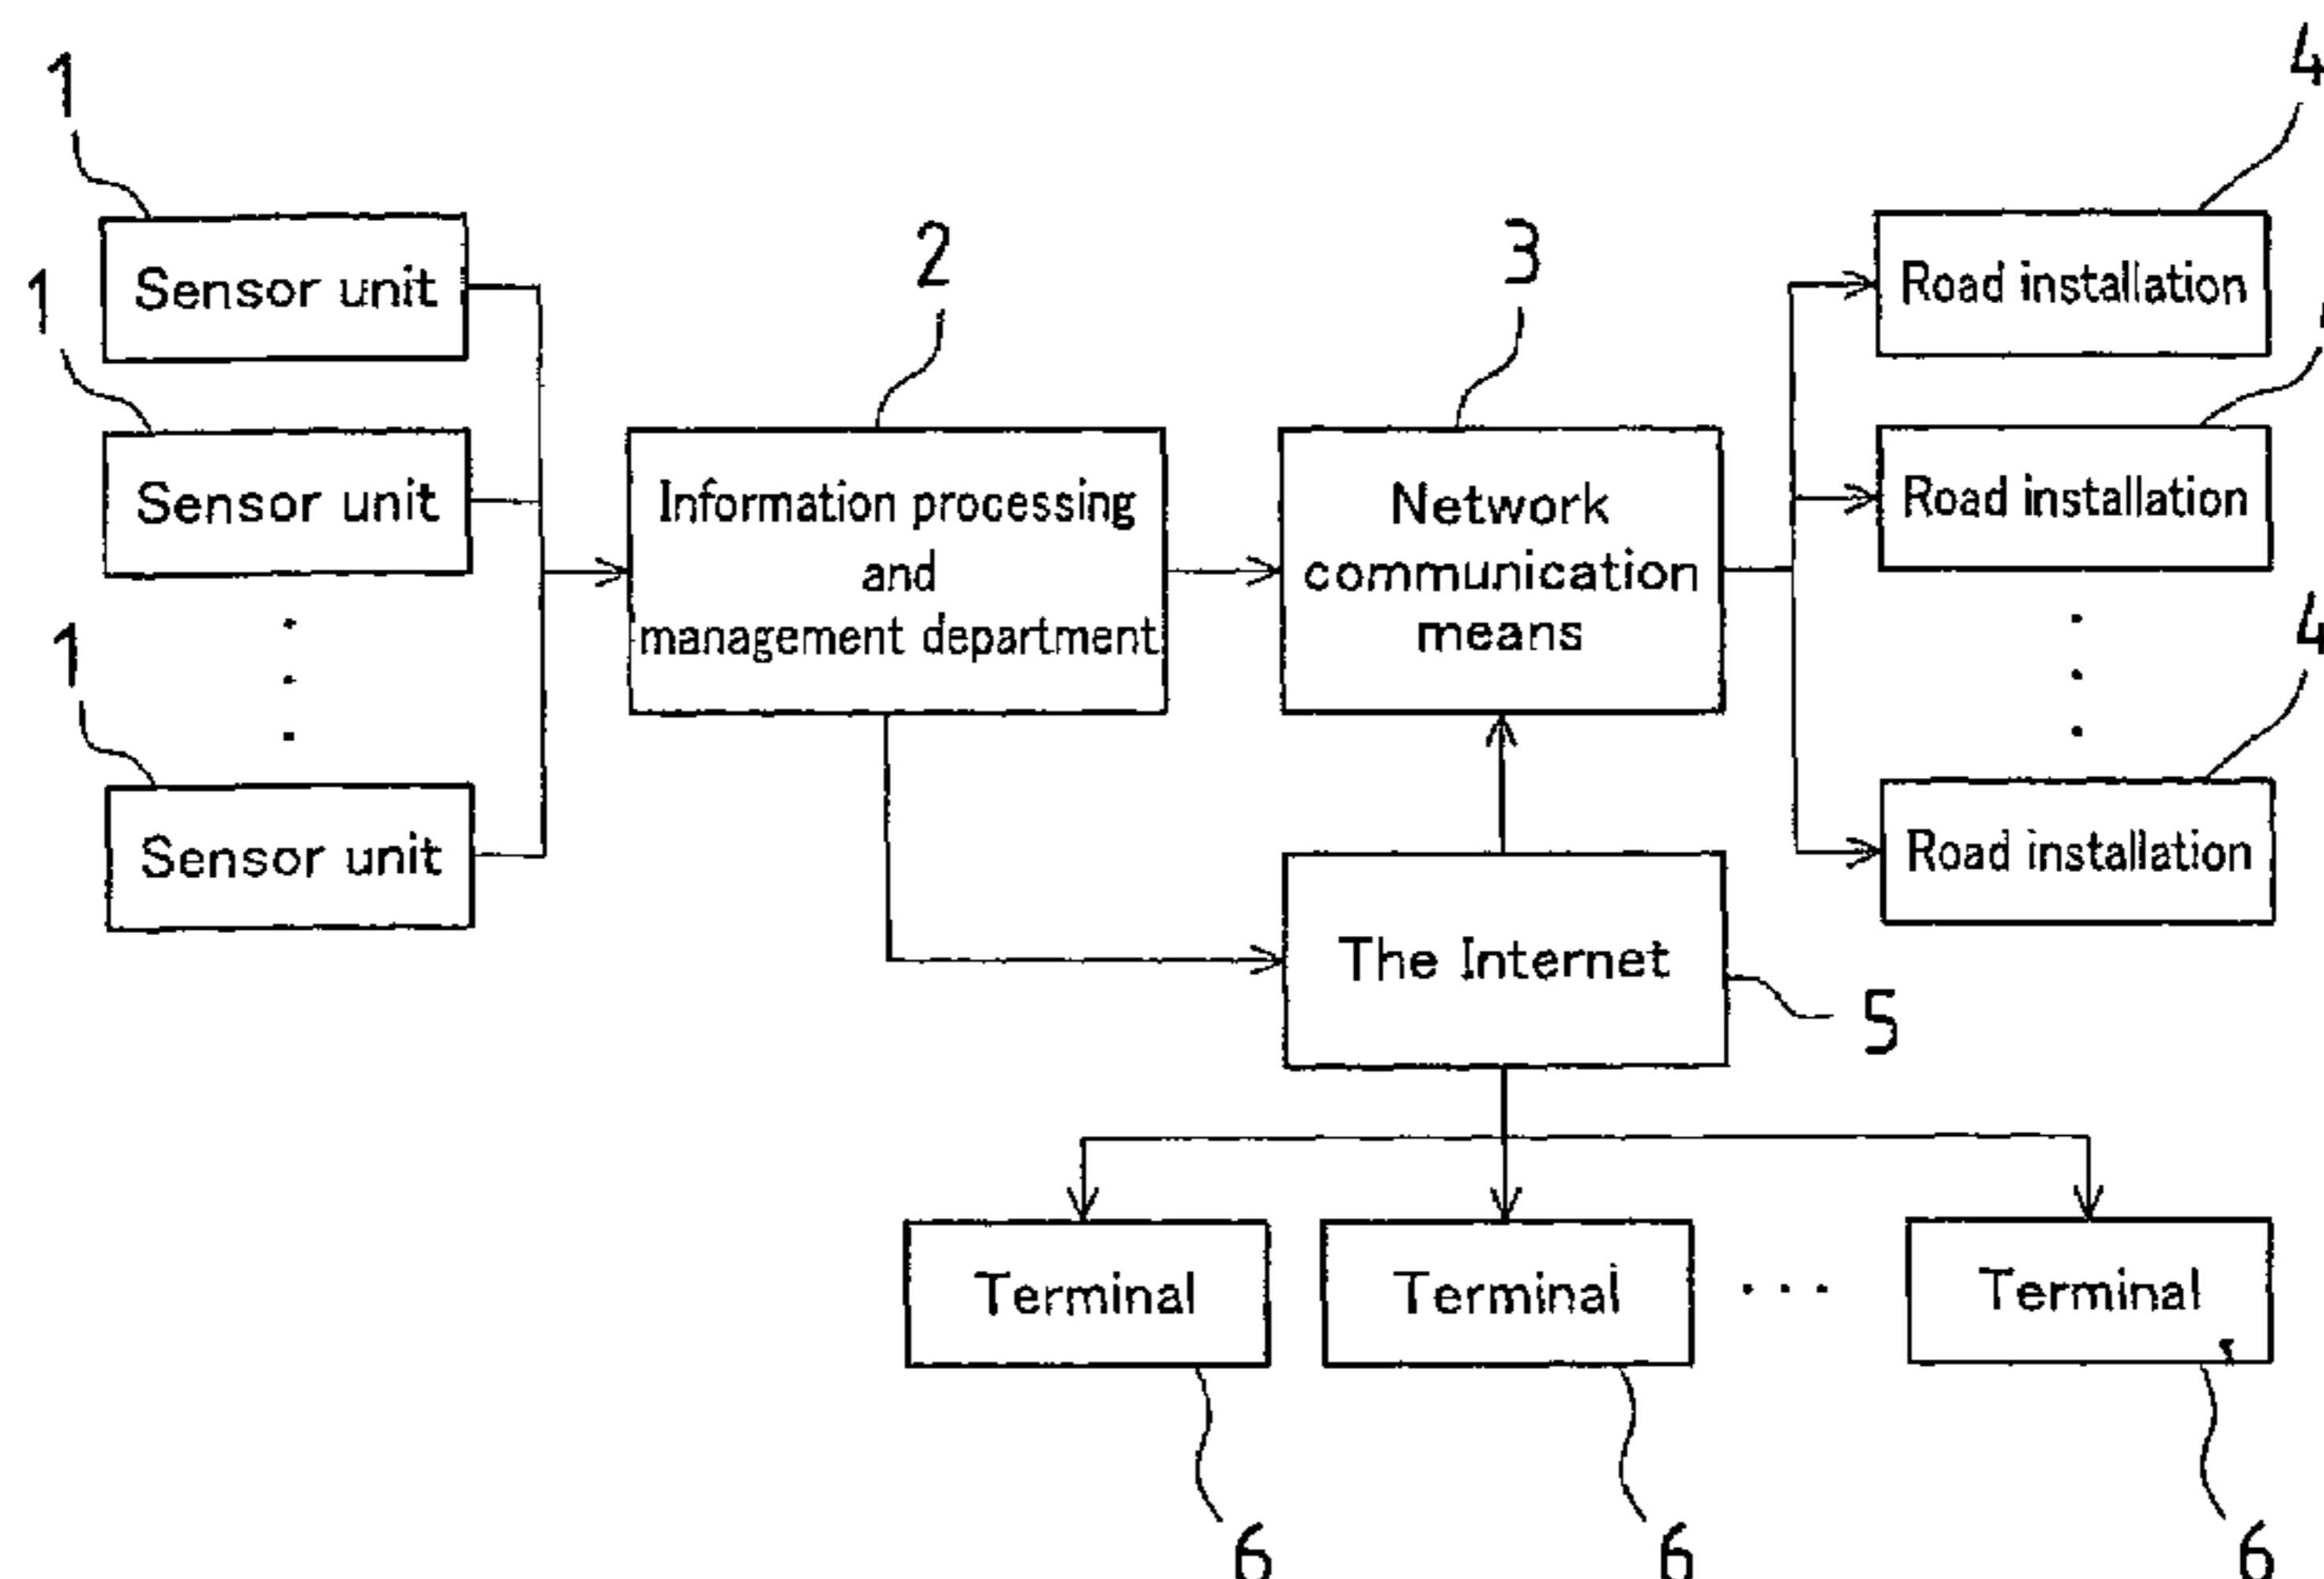 1
4
1
2
3
Sensor unit
Road installation
Sensor unit
Information processing
and
management department
Network
communication
means
Road installation
1
4
Sensor unit
Road installation
The Internet
5
Terminal
Terminal
Terminal
6
6
6